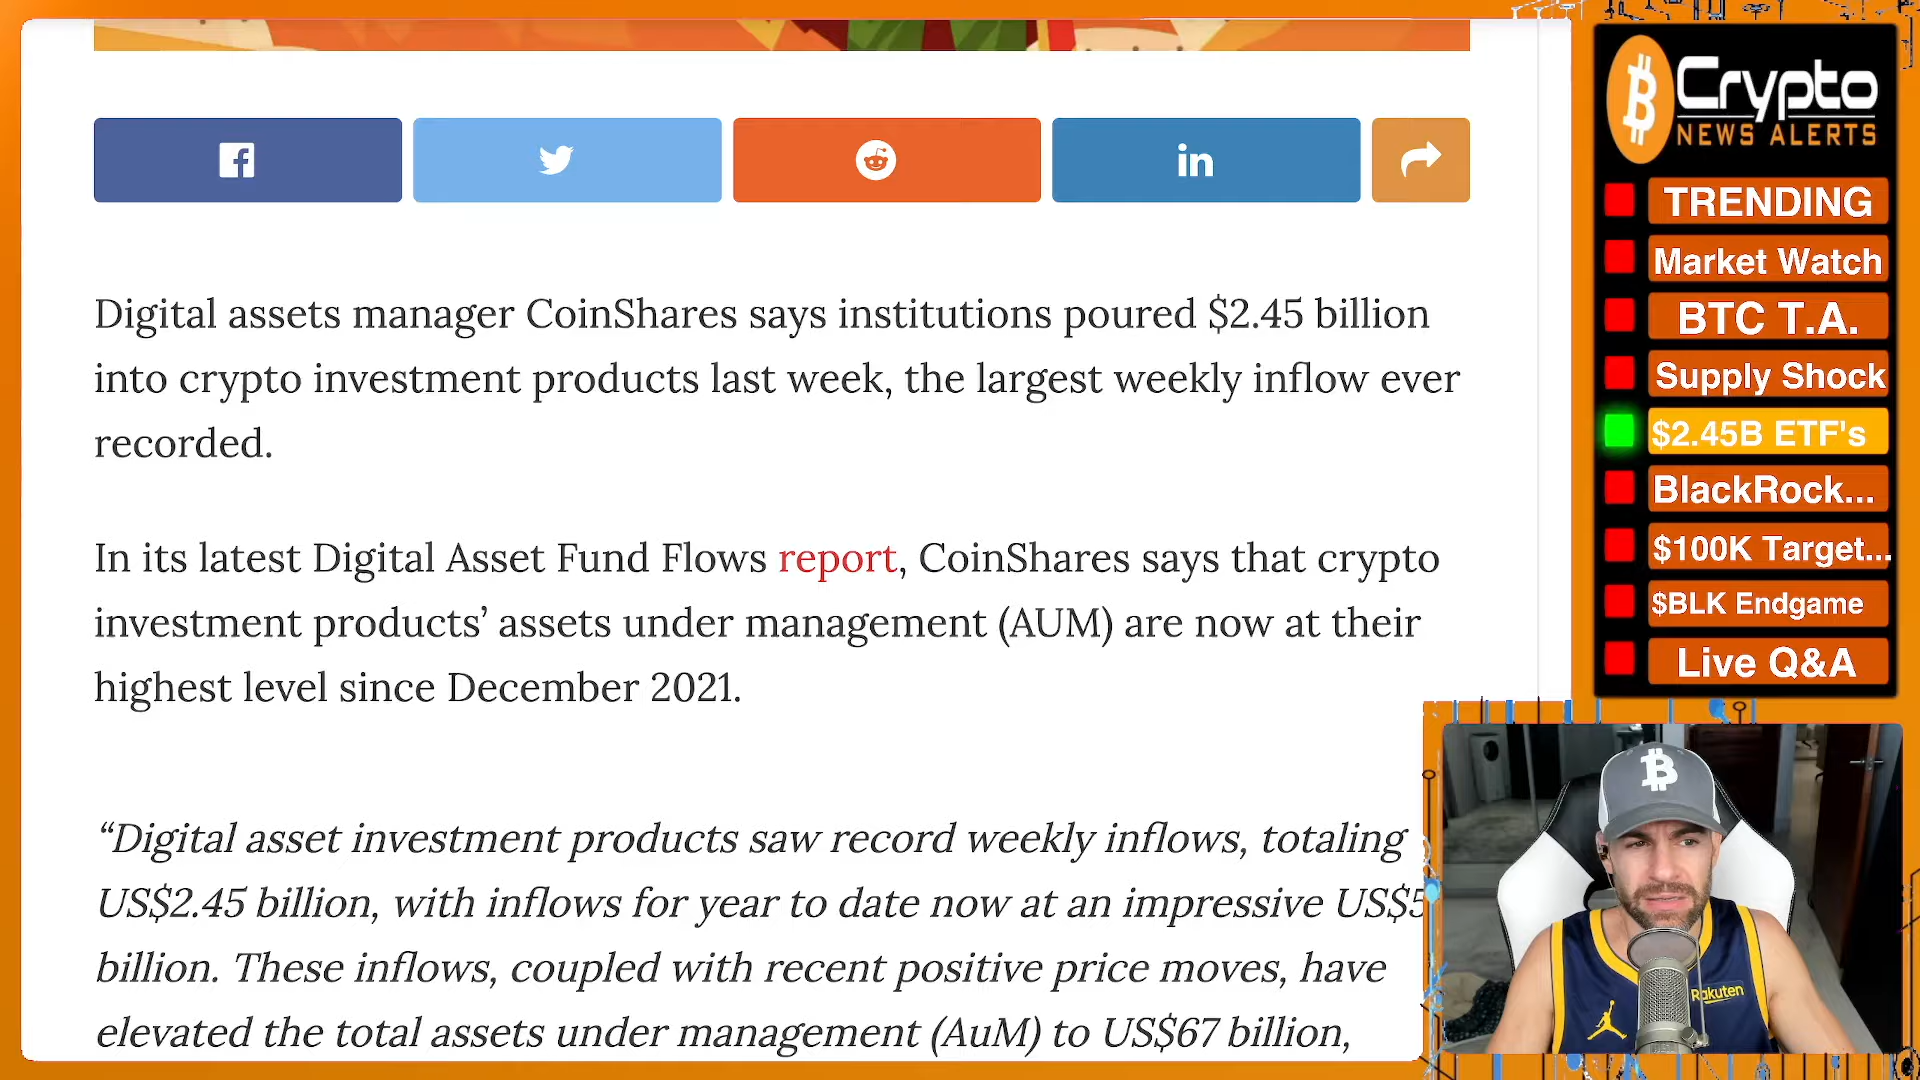 Digital assets manager CoinShares says institutions poured $2.45 billion
into crypto investment products last week, the largest weekly inflow ever
recorded.
In its latest Digital Asset Fund Flows report, CoinShares says that crypto
investment products’ assets under management (AUM) are now at their
highest level since December 2021.
“Digital asset investment products saw record weekly inflows, totaling
US$2.45 billion, with inflows for year to date now at an impressive US$5
billion. These inflows, coupled with recent positive price moves, have
elevated the total assets under management (AuM) to US$67 billion,
Crypto
NEWS ALERTS
TRENDING
Market Watch
BTC T.A.
Supply Shock
$2.45B ETF's
BlackRock...
$100K Target...
$BLK Endgame
Live Q&A
Rakuten